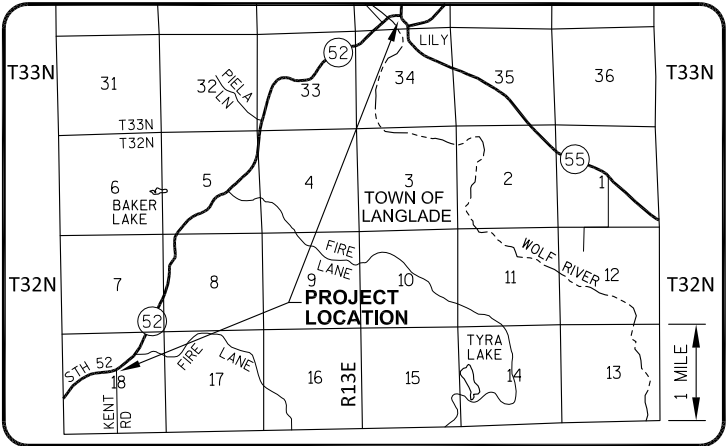 LILY
52
T33N
31
32
PIELA
LN
33
34
35
36
T33N
T33N
T32N
55
6
BAKER
LAKE
5
4
3
2
1
TOWN OF
LANGLADE
FIRE
LANE
WOLF RIVER
T32N
7
8
9
10
11
12
T32N
PROJECT
LOCATION
52
STH 52
18
KENT
RD
FIRE
LANE
17
16
R13E
15
TYRA
LAKE
14
13
1 MILE